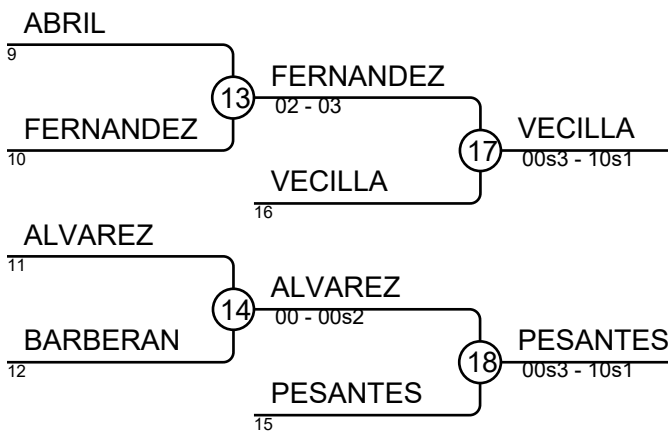 ABRIL
9
13
FERNANDEZ
02 - 03
FERNANDEZ
10
17
VECILLA
00s3 - 10s1
VECILLA
16
ALVAREZ
11
14
ALVAREZ
00 - 00s2
BARBERAN
12
18
PESANTES
00s3 - 10s1
PESANTES
15